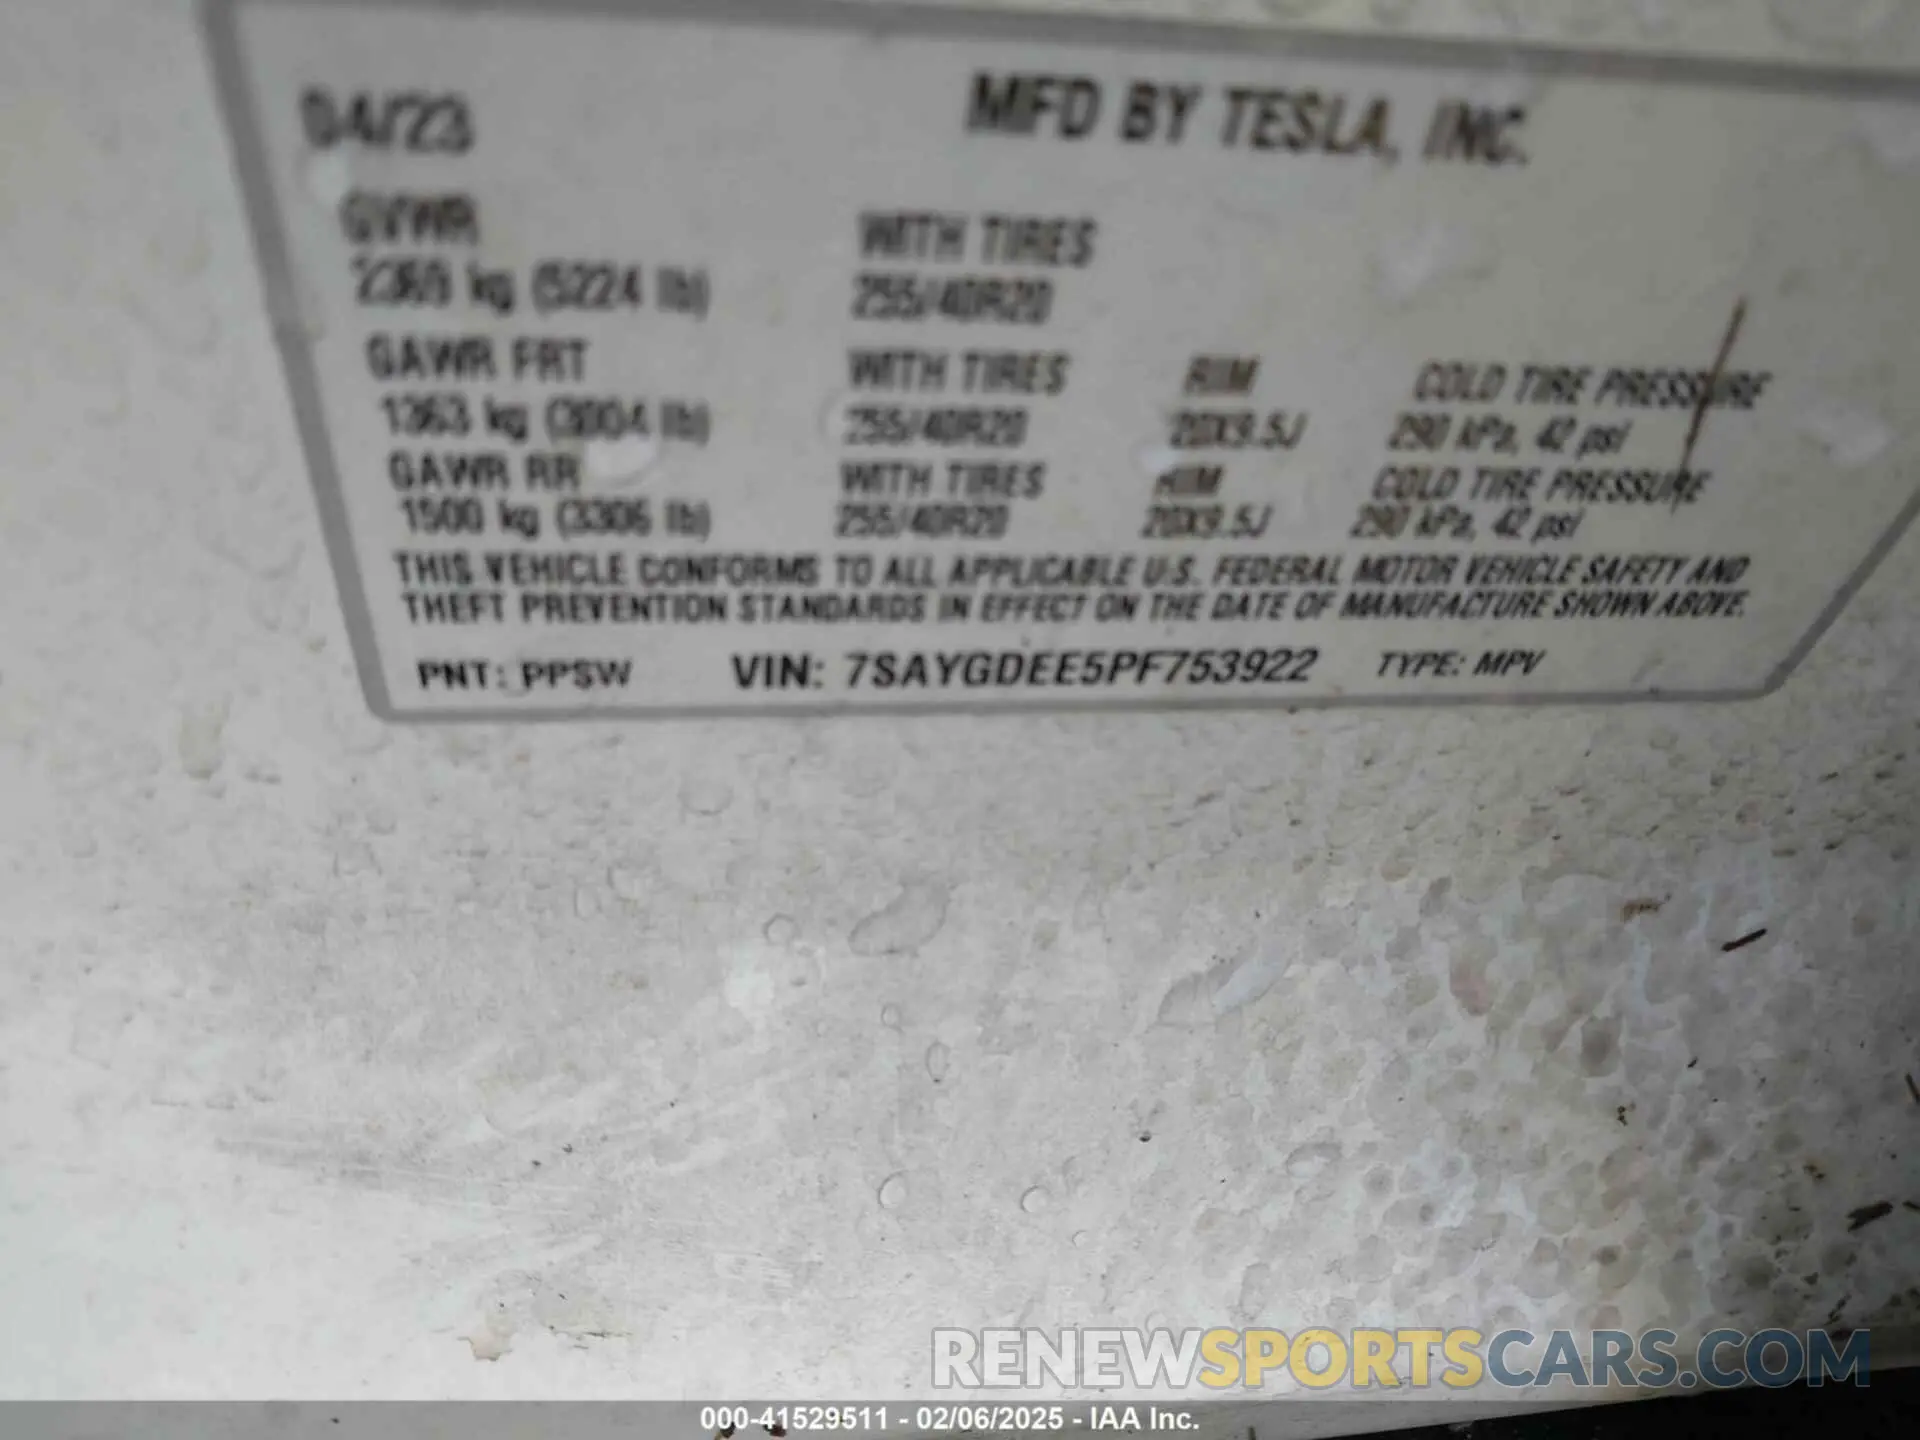 04/23 MFD BY TESLA, INC.
GVWR WITH TIRES
2369 kg (5224 lb) 255/40R20
GAWR FRT WITH TIRES RIM COLD TIRE PRESSURE
1363 kg (3004 lb) 255/40R20 20X9.5J 290 kPa, 42 psi
GAWR RR WITH TIRES RIM COLD TIRE PRESSURE
1500 kg (3306 lb) 255/40R20 20X9.5J 290 kPa, 42 psi
THIS VEHICLE CONFORMS TO ALL APPLICABLE U.S. FEDERAL MOTOR VEHICLE SAFETY AND
THEFT PREVENTION STANDARDS IN EFFECT ON THE DATE OF MANUFACTURE SHOWN ABOVE.
PNT: PPSW VIN: 7SAYGDEE5PF753922 TYPE: MPV
RENEWSPORTSCARS.COM
000-41529511 - 02/06/2025 - IAA Inc.